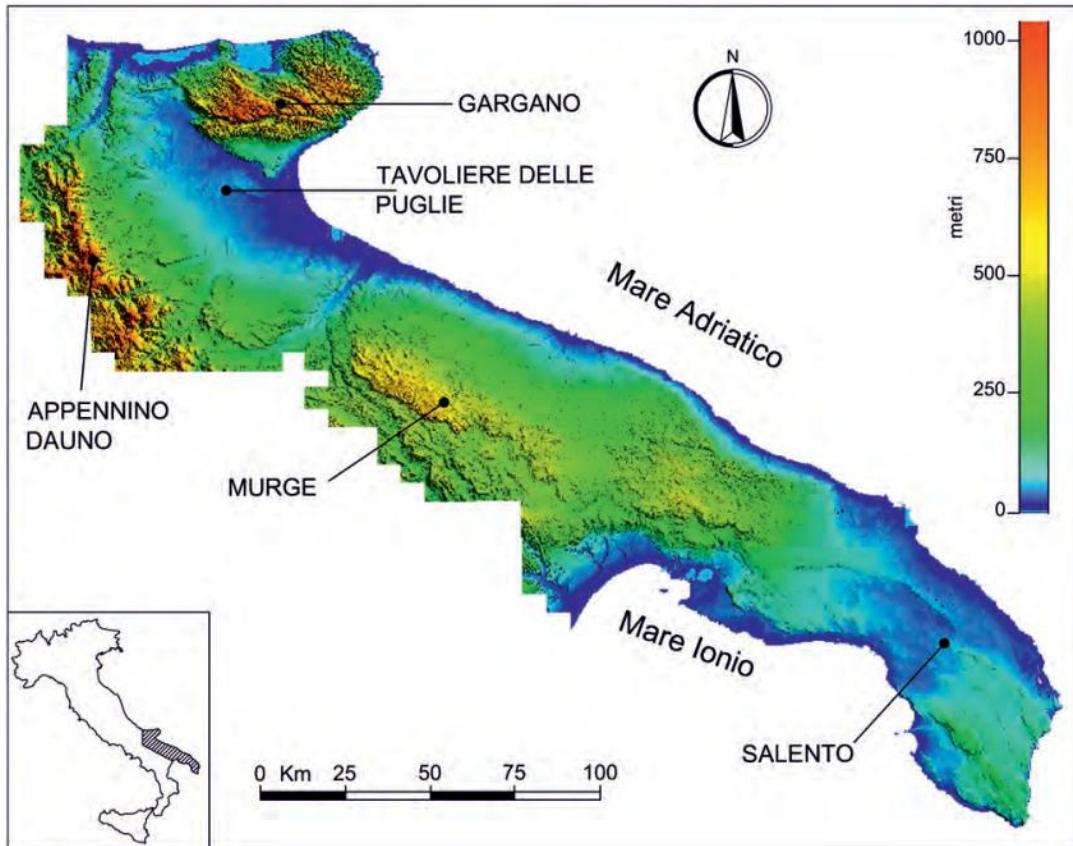 N
GARGANO
TAVOLIERE DELLE
PUGLIE
Mare Adriatico
APPENNINO
DAUNO
MURGE
Mare Ionio
SALENTO
1000
750
metri
500
250
0
0 Km 25 50 75 100